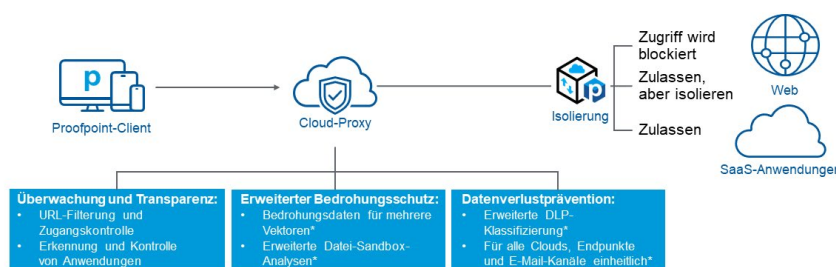 Zugriff wird
blockiert
Zulassen,
aber isolieren
Zulassen
p
Proofpoint-Client
Cloud-Proxy
p
Isolierung
Web
SaaS-Anwendungen
Überwachung und Transparenz:
• URL-Filterung und
Zugangskontrolle
• Erkennung und Kontrolle
von Anwendungen
Erweiterter Bedrohungsschutz:
• Bedrohungsdaten für mehrere
Vektoren*
• Erweiterte Datei-Sandbox-
Analysen*
Datenverlustprävention:
• Erweiterte DLP-
Klassifizierung*
• Für alle Clouds, Endpunkte
und E-Mail-Kanäle einheitlich*